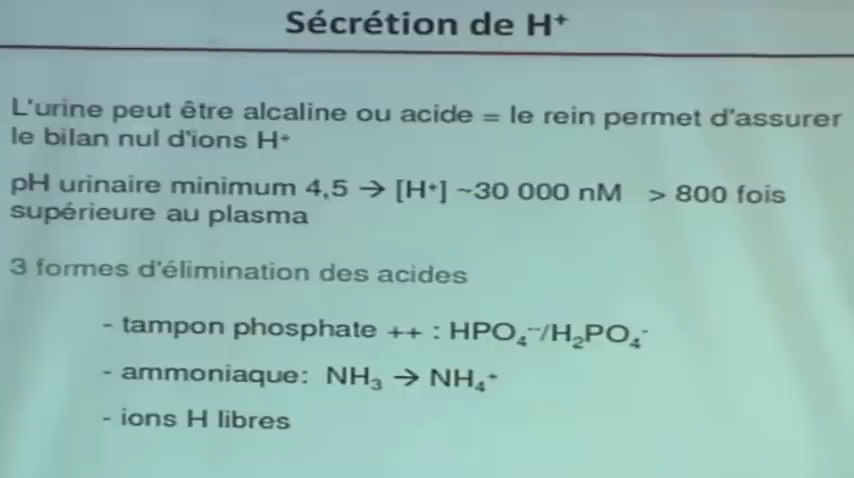 Sécrétion de H⁺
L'urine peut être alcaline ou acide = le rein permet d'assurer
le bilan nul d'ions H⁺
pH urinaire minimum 4,5 → [H⁺] ~30 000 nM > 800 fois
supérieure au plasma
3 formes d'élimination des acides
- tampon phosphate ++ : HPO₄⁻⁻/H₂PO₄⁻
- ammoniaque: NH₃ → NH₄⁺
- ions H libres